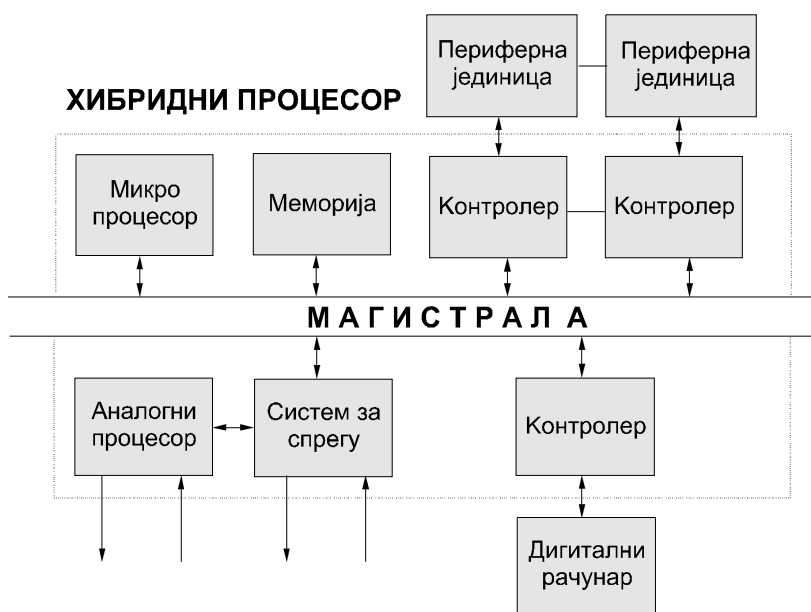 Периферна
јединица
Периферна
јединица
ХИБРИДНИ ПРОЦЕСОР
Микро
процесор
Меморија
Контролер
Контролер
МАГИСТРАЛА
Аналогни
процесор
Систем за
спрегу
Контролер
Дигитални
рачунар